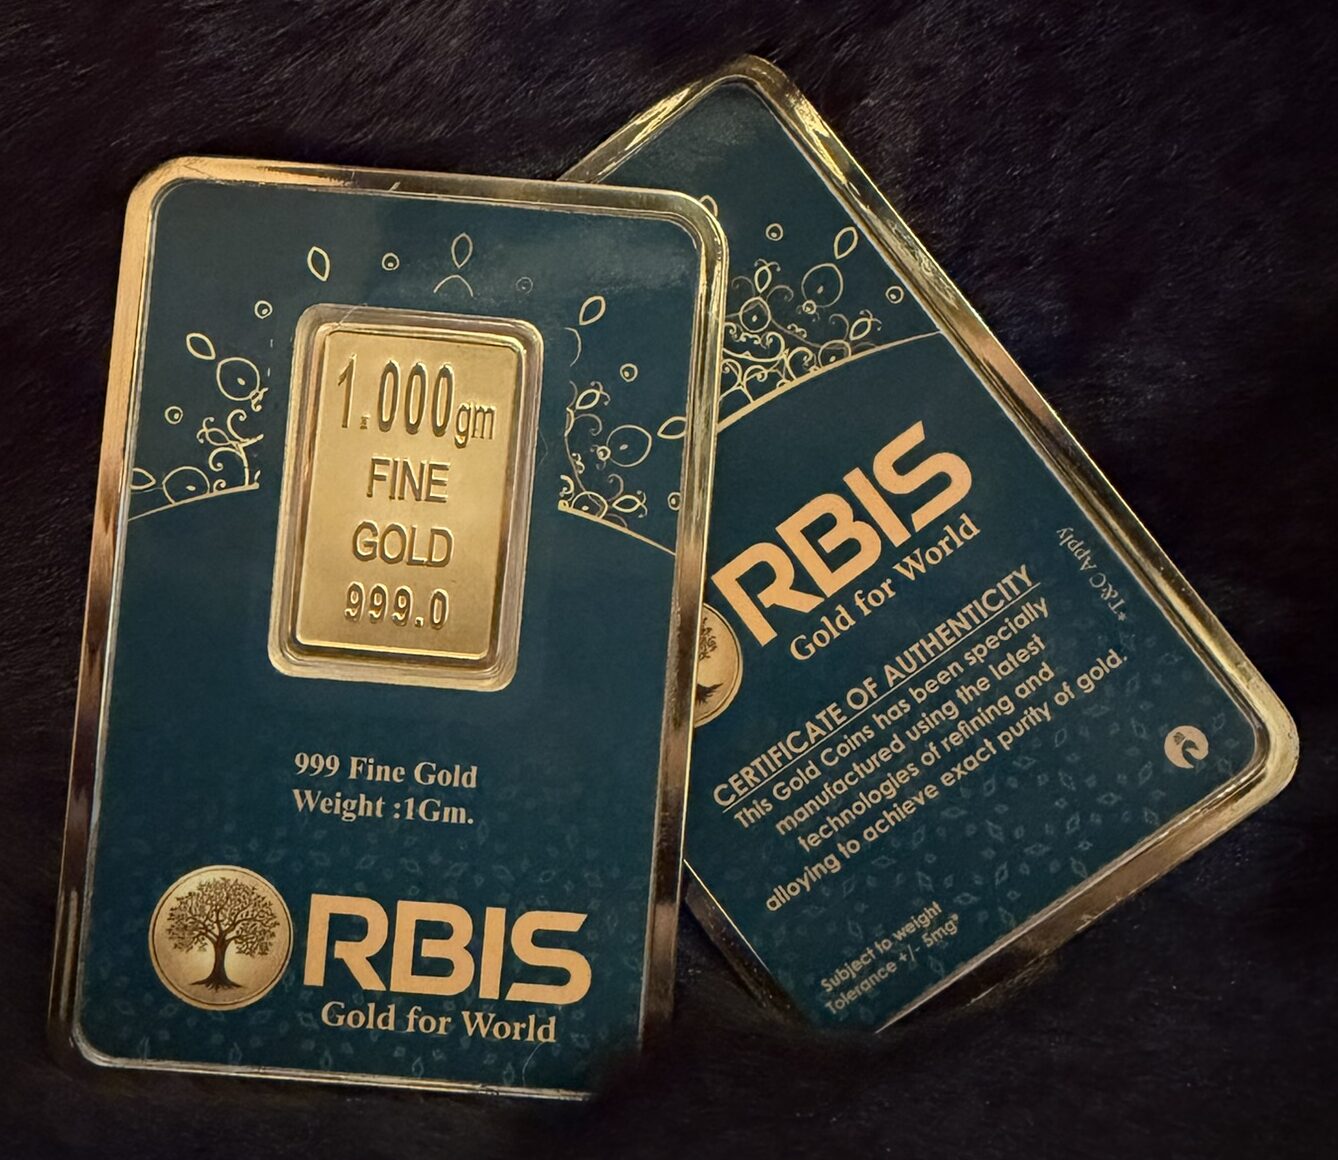 1.000gm
FINE
GOLD
999.0
999 Fine Gold
Weight :1Gm.
RBIS
Gold for World
RBIS
Gold for World
CERTIFICATE OF AUTHENTICITY
This Gold Coins has been specially
manufactured using the latest
technologies of refining and
alloying to achieve exact purity of gold.
Subject to weight
Tolerance +/- 5mg*
*T&C Apply